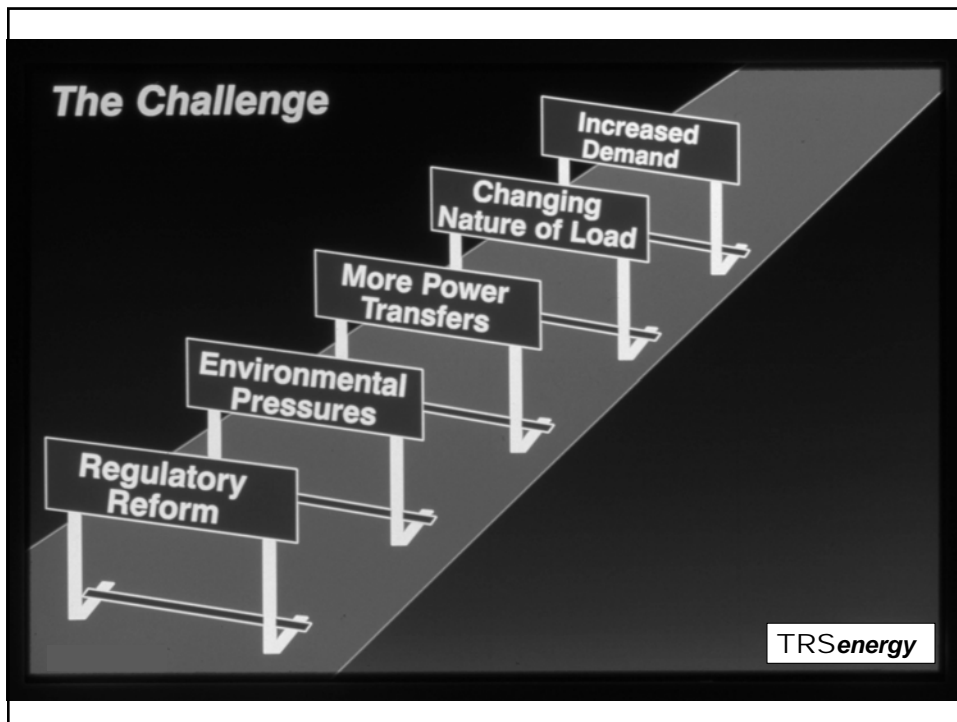 The Challenge
Increased
Demand
Changing
Nature of Load
More Power
Transfers
Environmental
Pressures
Regulatory
Reform
TRSenergy